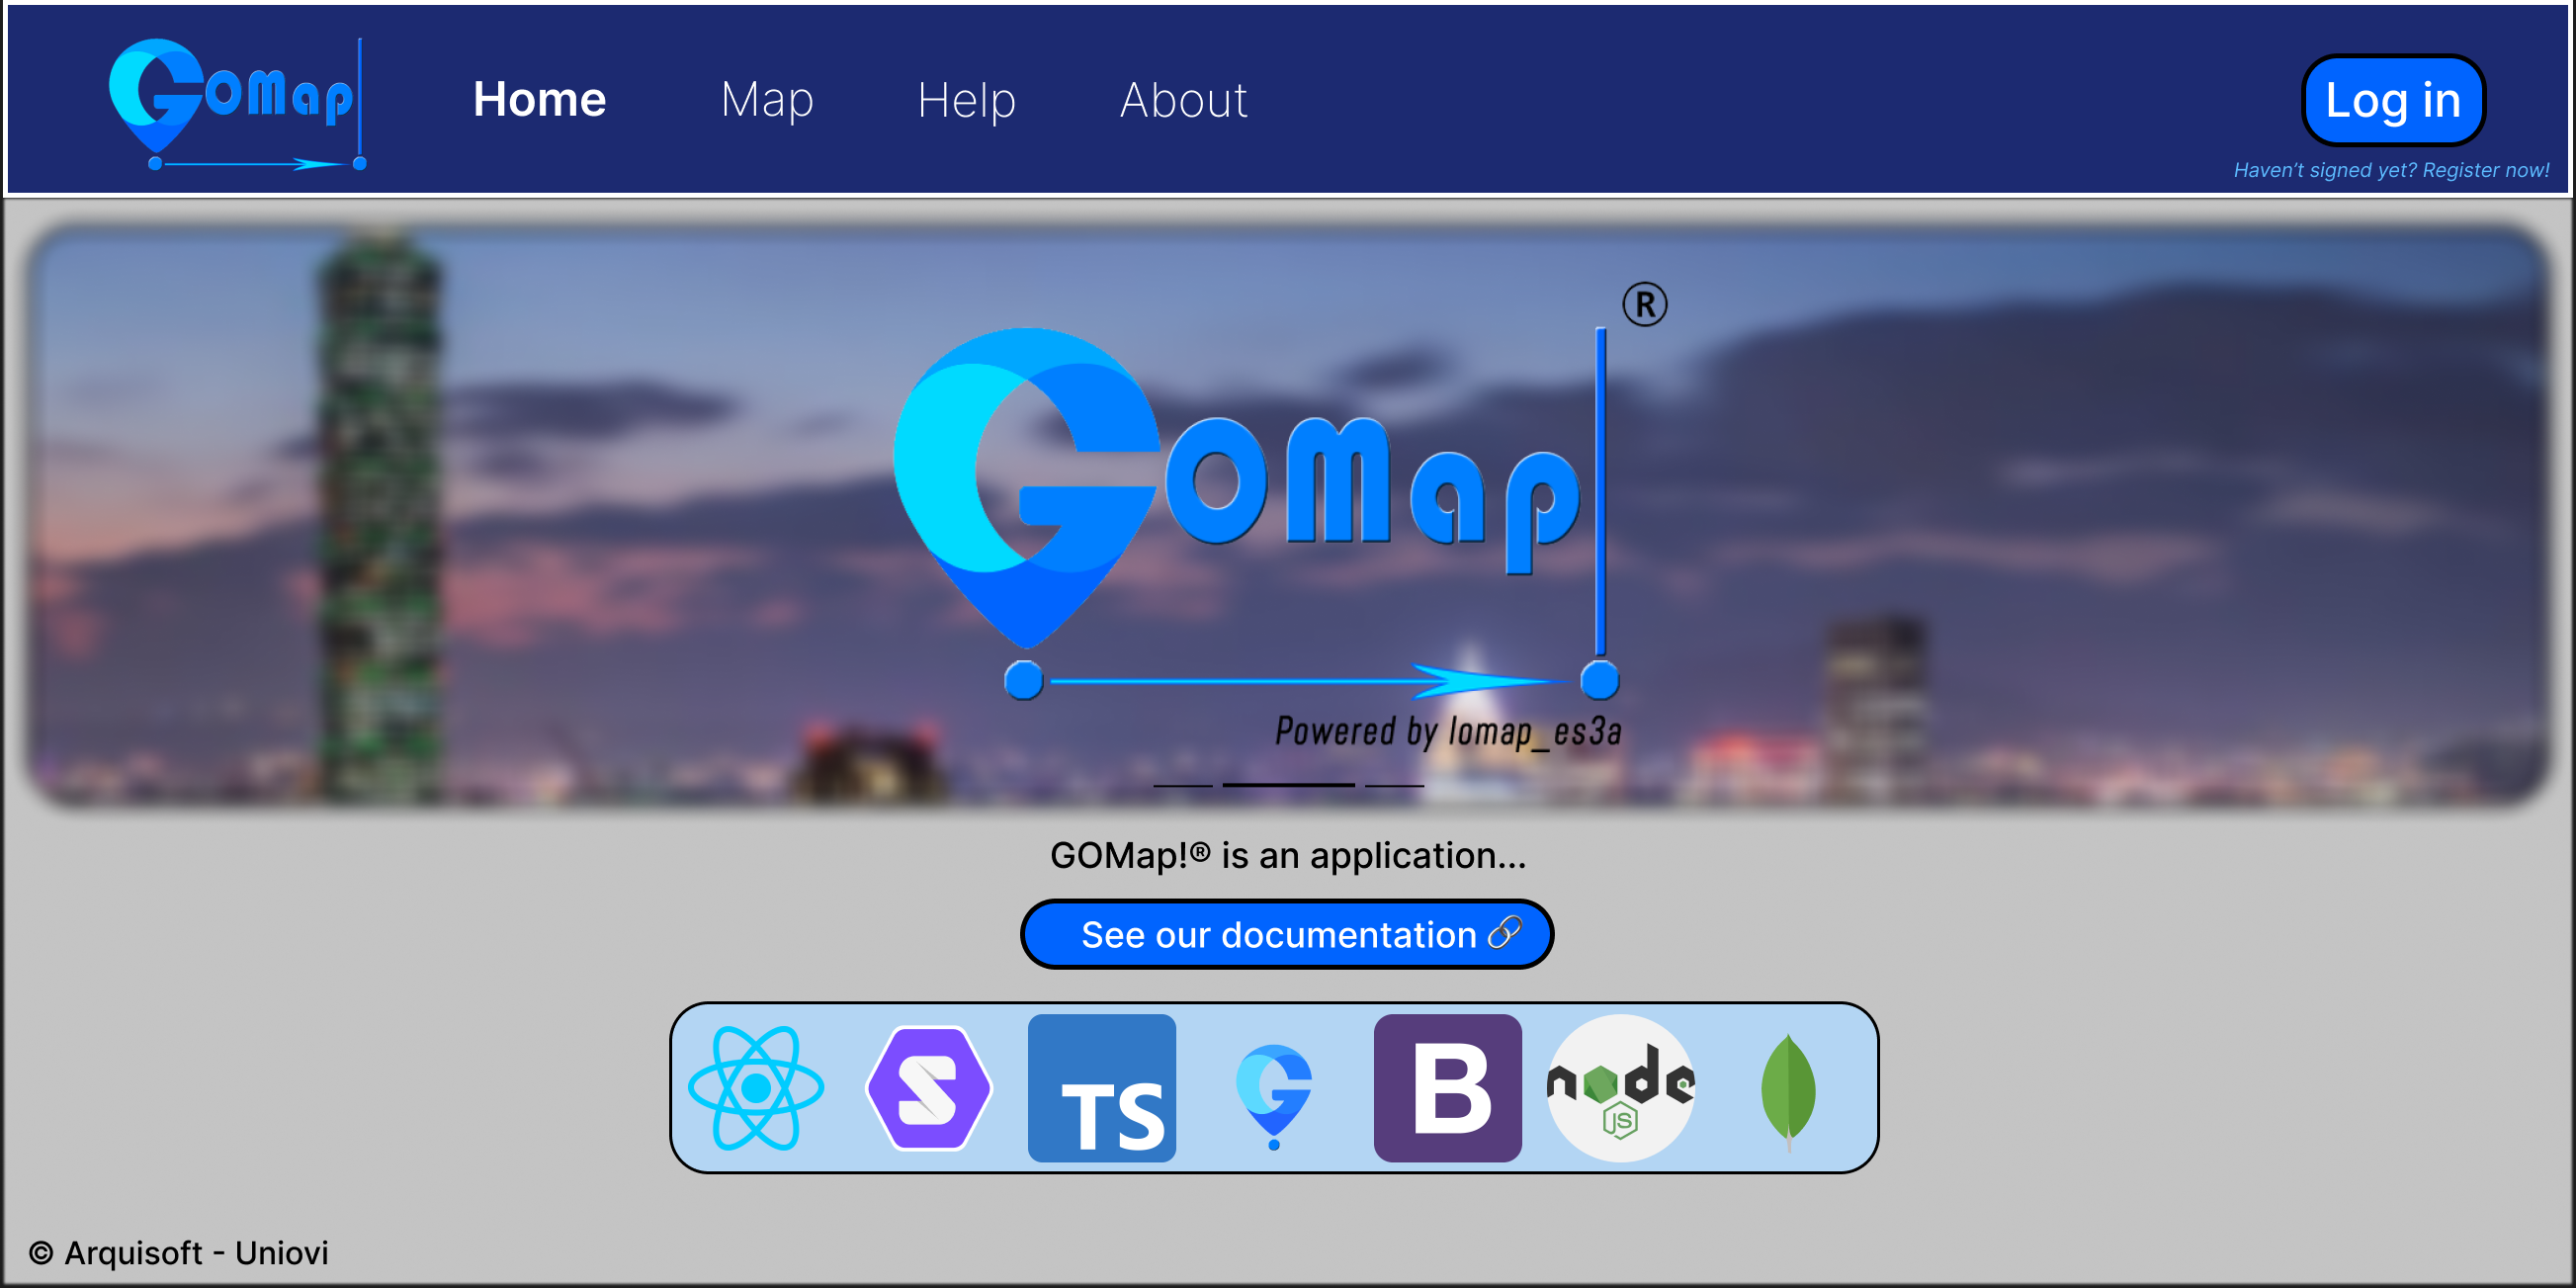 GoMap
Home
Map
Help
About
Log in
Haven't signed yet? Register now!
®
GoMap
Powered by lomap_es3a
GOMap!® is an application...
See our documentation
S
TS
G
B
node
JS
© Arquisoft - Uniovi